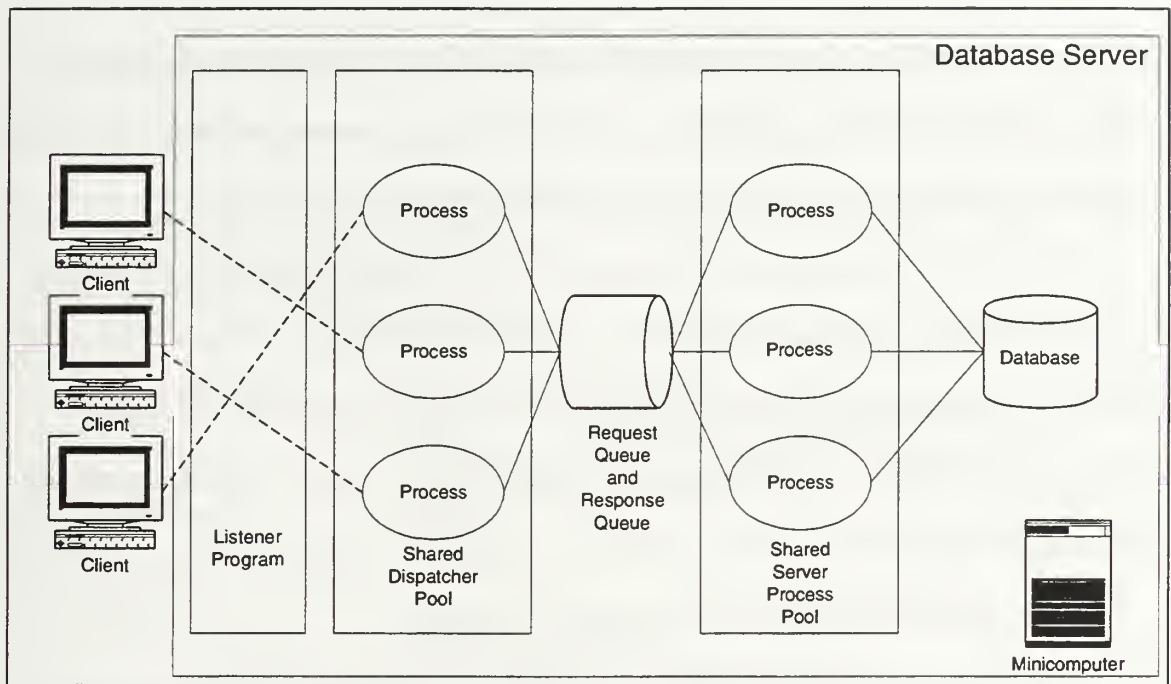 Database Server
Client
Client
Client
Listener
Program
Process
Process
Process
Shared
Dispatcher
Pool
Request
Queue
and
Response
Queue
Process
Process
Process
Shared
Server
Process
Pool
Database
Minicomputer